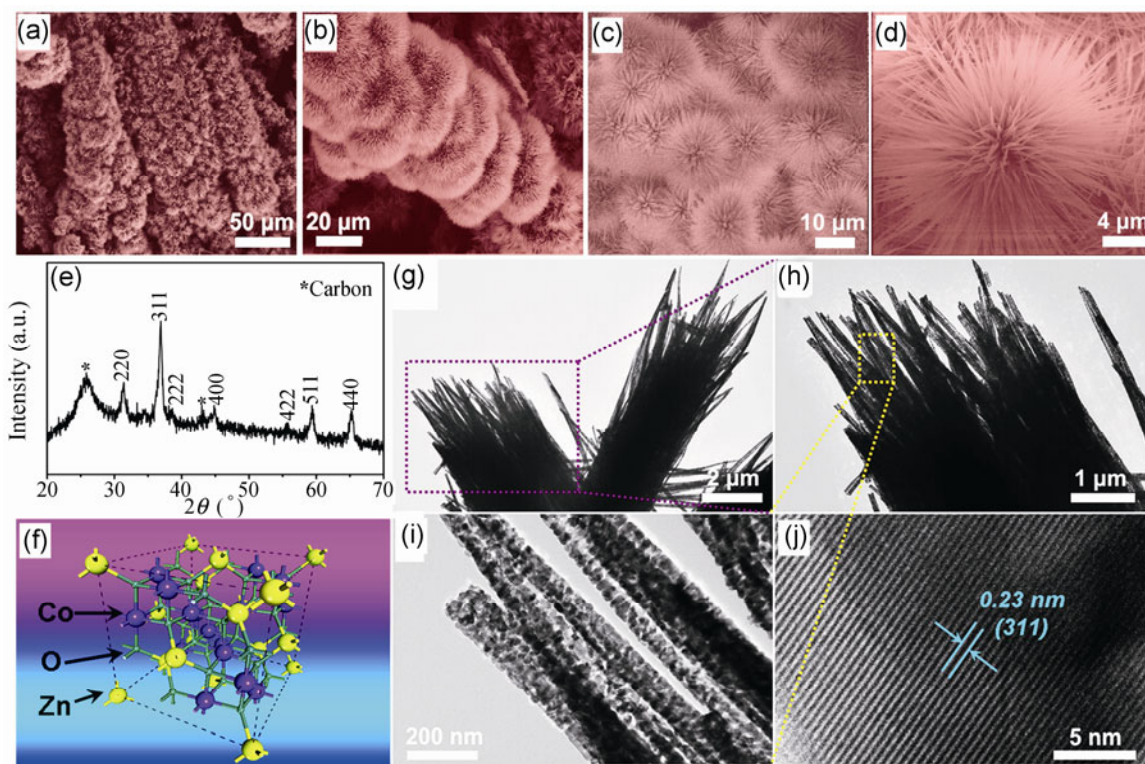 (a)
50 µm
(b)
20 µm
(c)
10 µm
(d)
4 µm
(e)
*Carbon
Intensity (a.u.)
*
220
311
222
*
400
422
511
440
20 30 40 50 60 70
2θ (°)
(g)
2 µm
(h)
1 µm
(f)
Co
O
Zn
(i)
200 nm
(j)
0.23 nm
(311)
5 nm